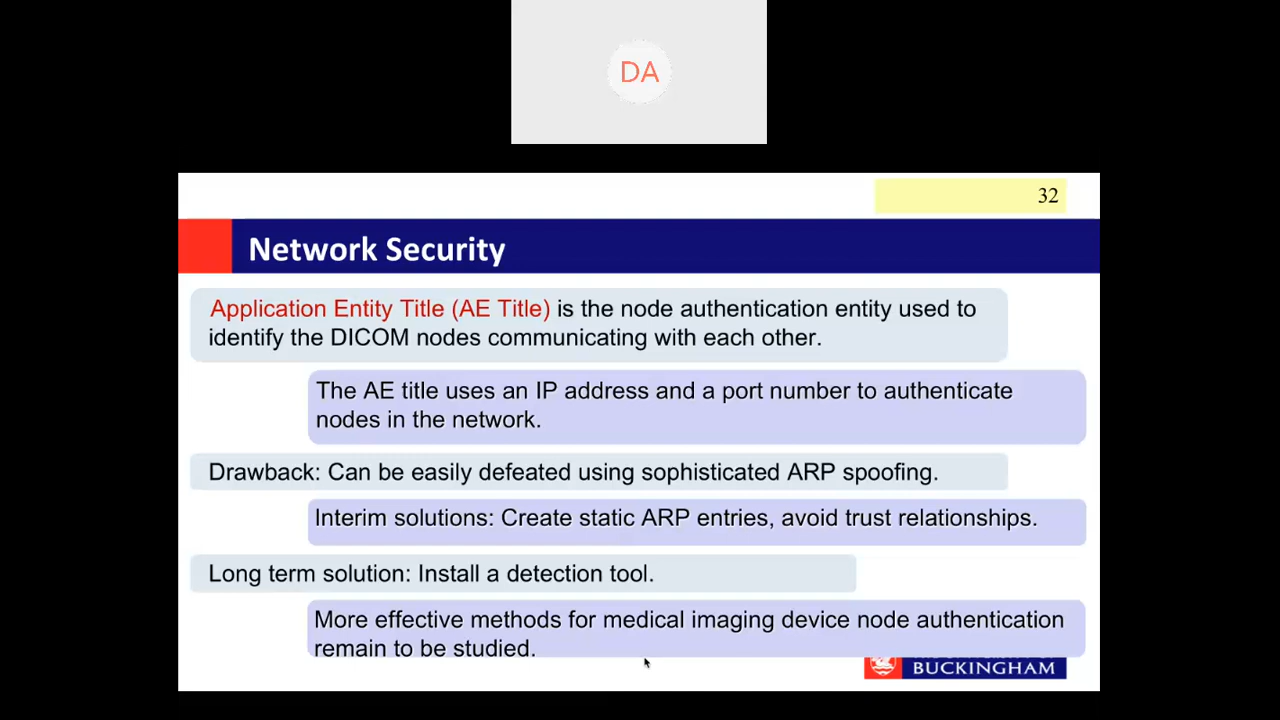 DA
32
Network Security
Application Entity Title (AE Title) is the node authentication entity used to
identify the DICOM nodes communicating with each other.
The AE title uses an IP address and a port number to authenticate
nodes in the network.
Drawback: Can be easily defeated using sophisticated ARP spoofing.
Interim solutions: Create static ARP entries, avoid trust relationships.
Long term solution: Install a detection tool.
More effective methods for medical imaging device node authentication
remain to be studied.
BUCKINGHAM